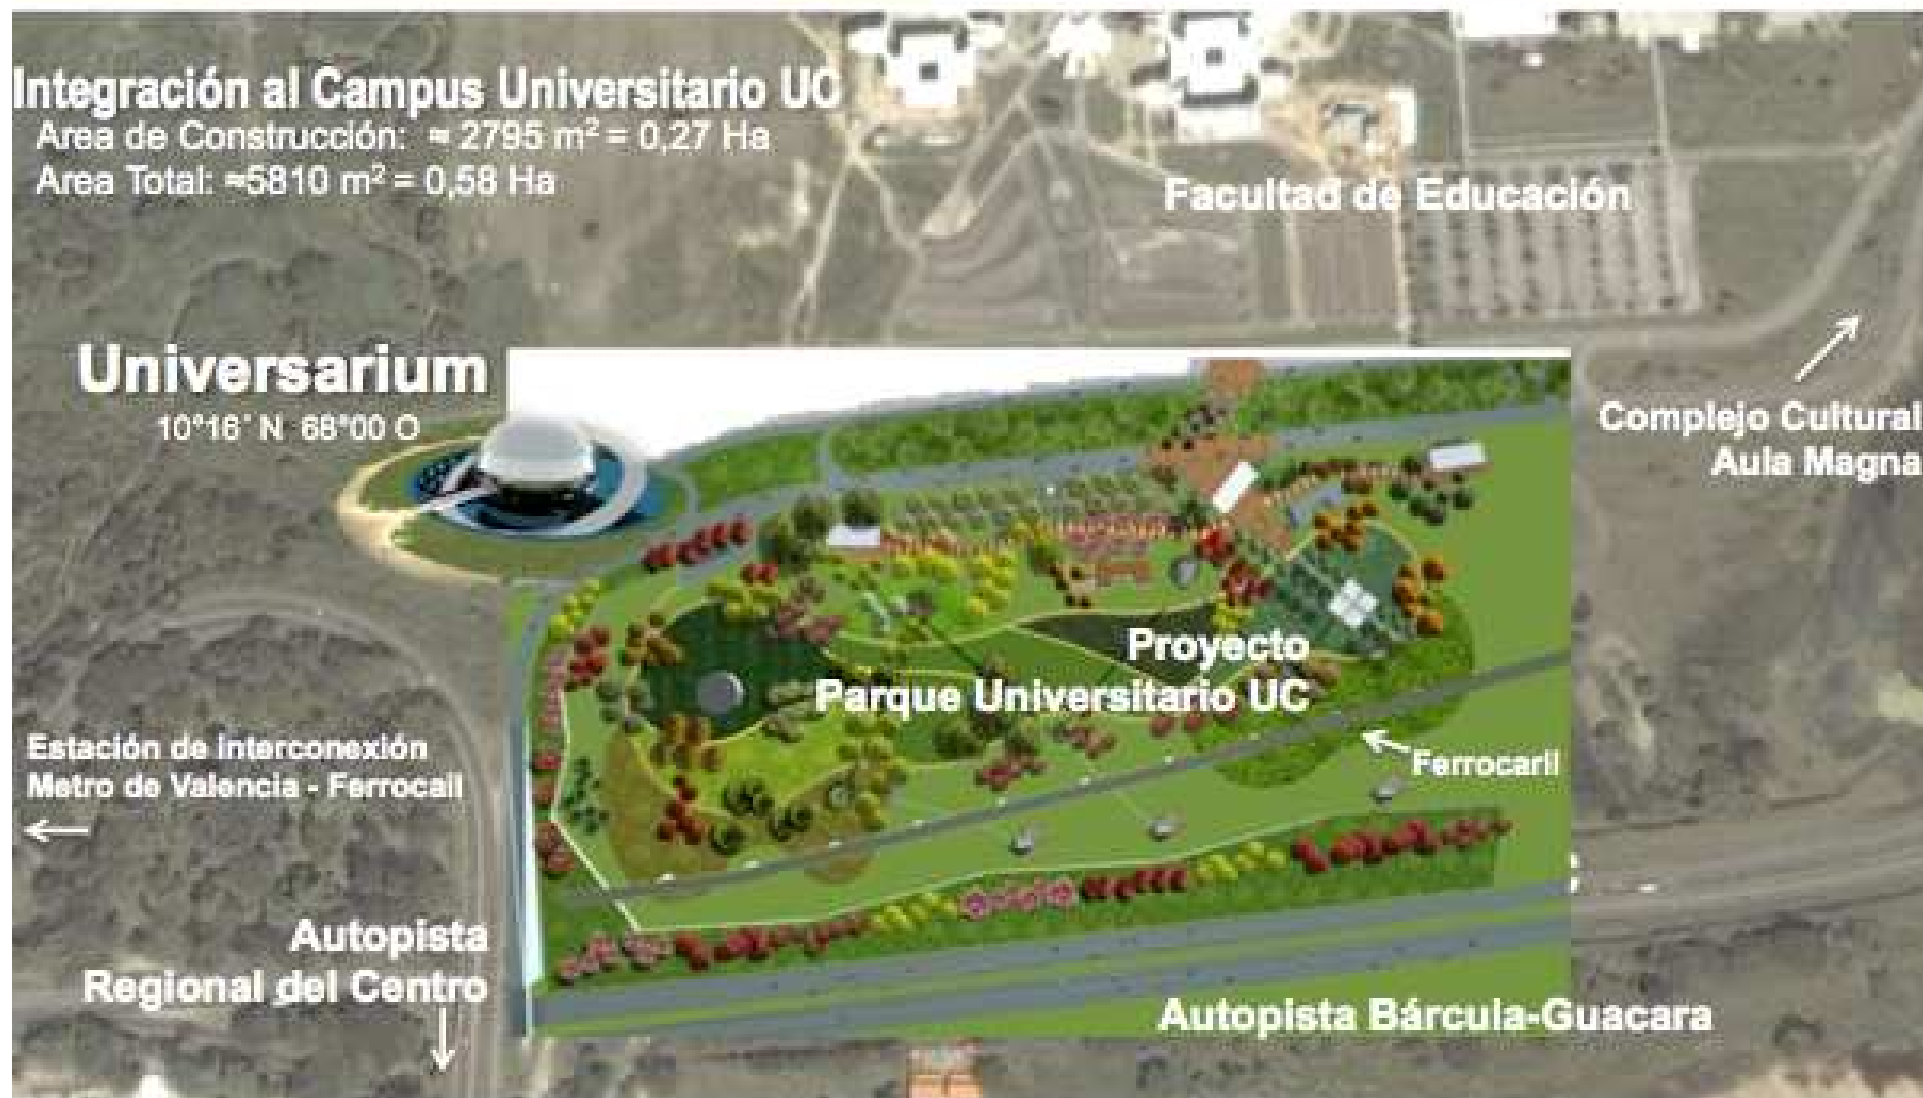 Integración al Campus Universitario UC
Area de Construcción: ≈ 2795 m² = 0,27 Ha
Area Total: ≈5810 m² = 0,58 Ha
Facultad de Educación
Universarium
10°16' N 68°00 O
Complejo Cultural
Aula Magna
Proyecto
Parque Universitario UC
Estación de interconexión
Metro de Valencia - Ferrocail
Ferrocaril
Autopista
Regional del Centro
Autopista Bárcula-Guacara